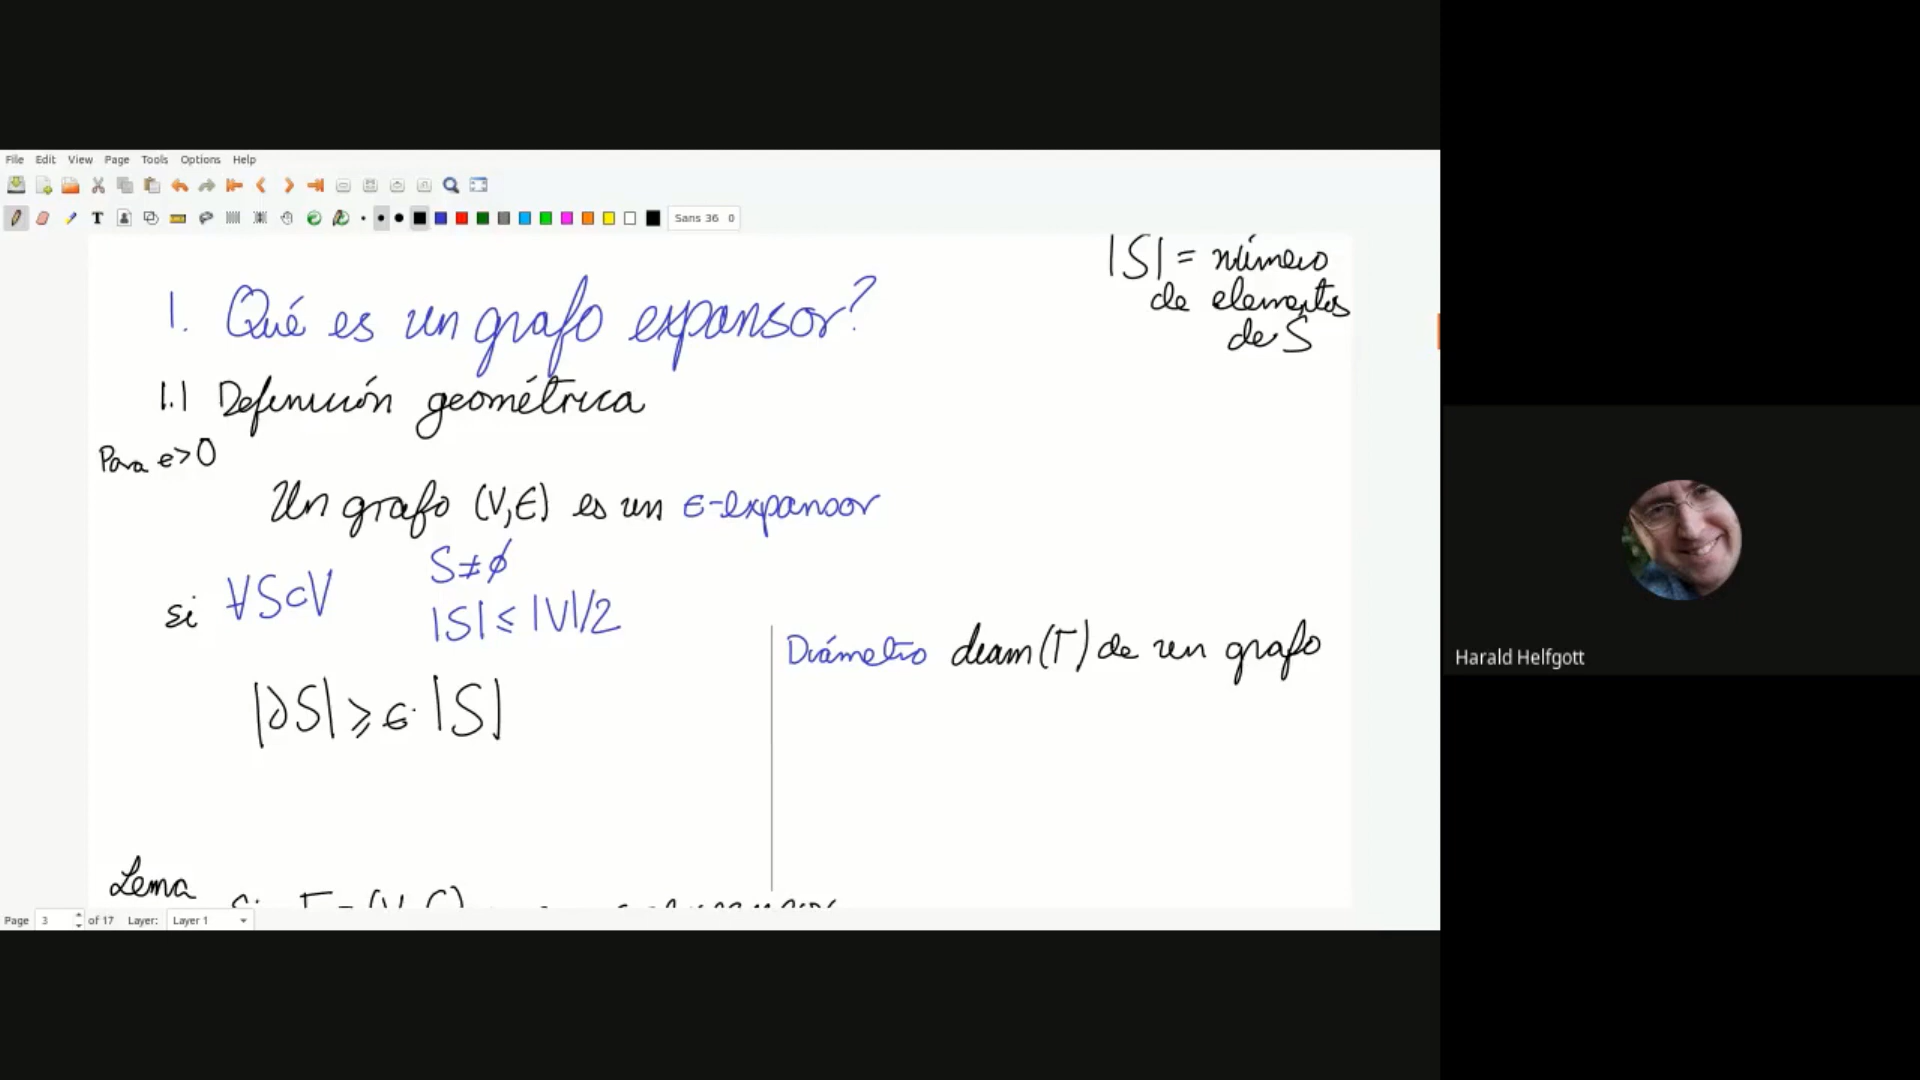 File Edit View Page Tools Options Help
Sans 36 0
|S| = número
de elementos
de S
1. Qué es un grafo expansor?
1.1 Definición geométrica
Para ϵ>0
Un grafo (V,E) es un ϵ-expansor
si ∀S⊂V
S≠∅
|S| ≤ |V|/2
|∂S| ≥ ϵ·|S|
Diámetro diam(Γ) de un grafo
Lema
Si Γ=(V,E)
Page 3 of 17 Layer: Layer 1
Harald Helfgott